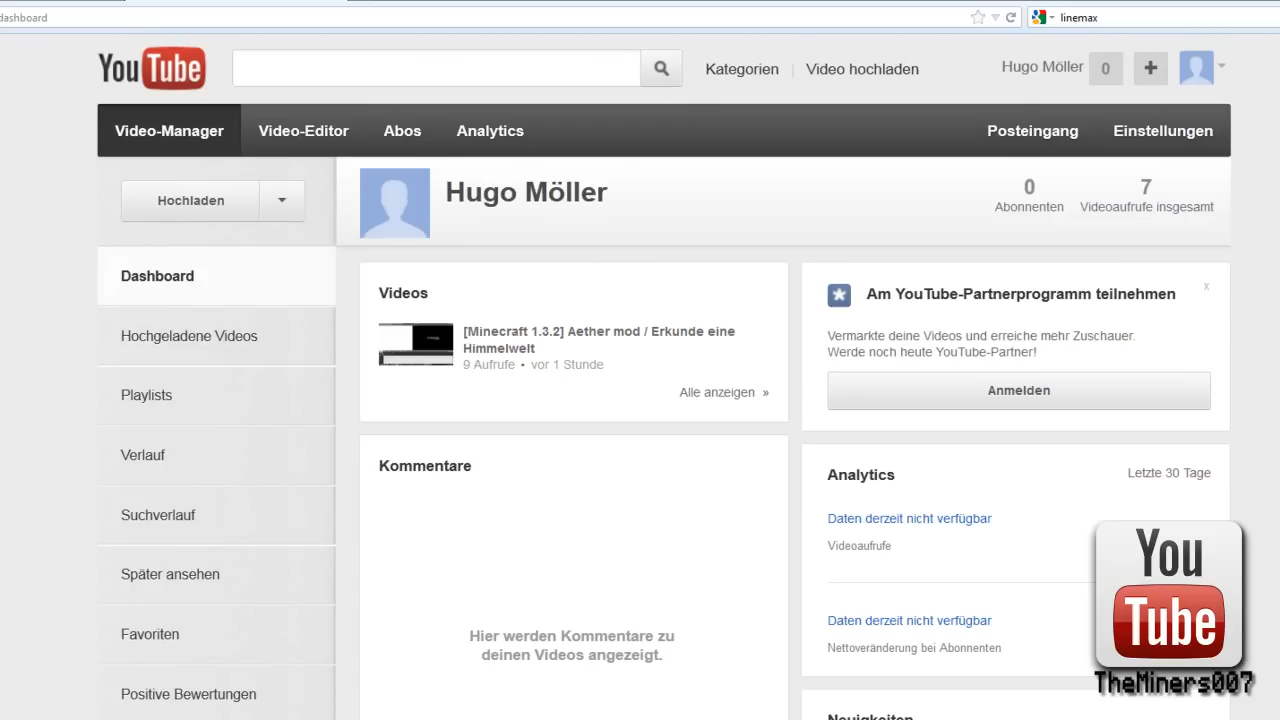 dashboard
linemax
YouTube
Kategorien
Video hochladen
Hugo Möller
0
+
Video-Manager
Video-Editor
Abos
Analytics
Posteingang
Einstellungen
Hochladen
Hugo Möller
0
Abonnenten
7
Videoaufrufe insgesamt
Dashboard
Hochgeladene Videos
Playlists
Verlauf
Suchverlauf
Später ansehen
Favoriten
Positive Bewertungen
Videos
[Minecraft 1.3.2] Aether mod / Erkunde eine
Himmelwelt
9 Aufrufe • vor 1 Stunde
Alle anzeigen »
Kommentare
Hier werden Kommentare zu
deinen Videos angezeigt.
Am YouTube-Partnerprogramm teilnehmen
x
Vermarkte deine Videos und erreiche mehr Zuschauer.
Werde noch heute YouTube-Partner!
Anmelden
Analytics
Letzte 30 Tage
Daten derzeit nicht verfügbar
Videoaufrufe
Daten derzeit nicht verfügbar
Nettoveränderung bei Abonnenten
Neuigkeiten
You
Tube
TheMiners007